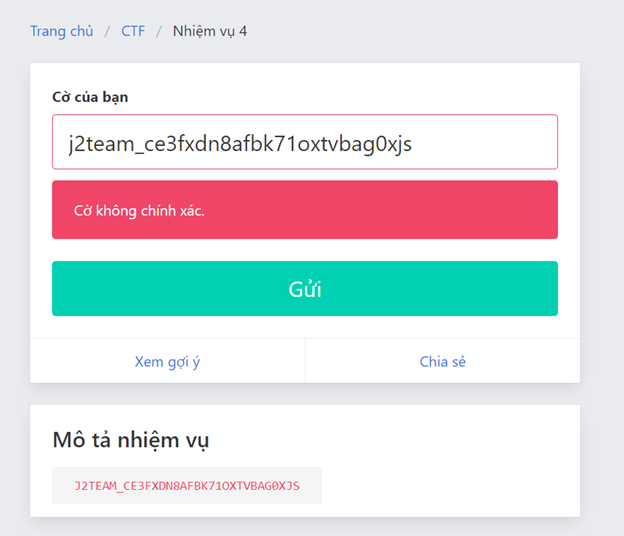 Trang chủ / CTF / Nhiệm vụ 4
Cờ của bạn
j2team_ce3fxdn8afbk71oxtvbag0xjs
Cờ không chính xác.
Gửi
Xem gợi ý
Chia sẻ
Mô tả nhiệm vụ
J2TEAM_CE3FXDN8AFBK71OXTVBAG0XJS